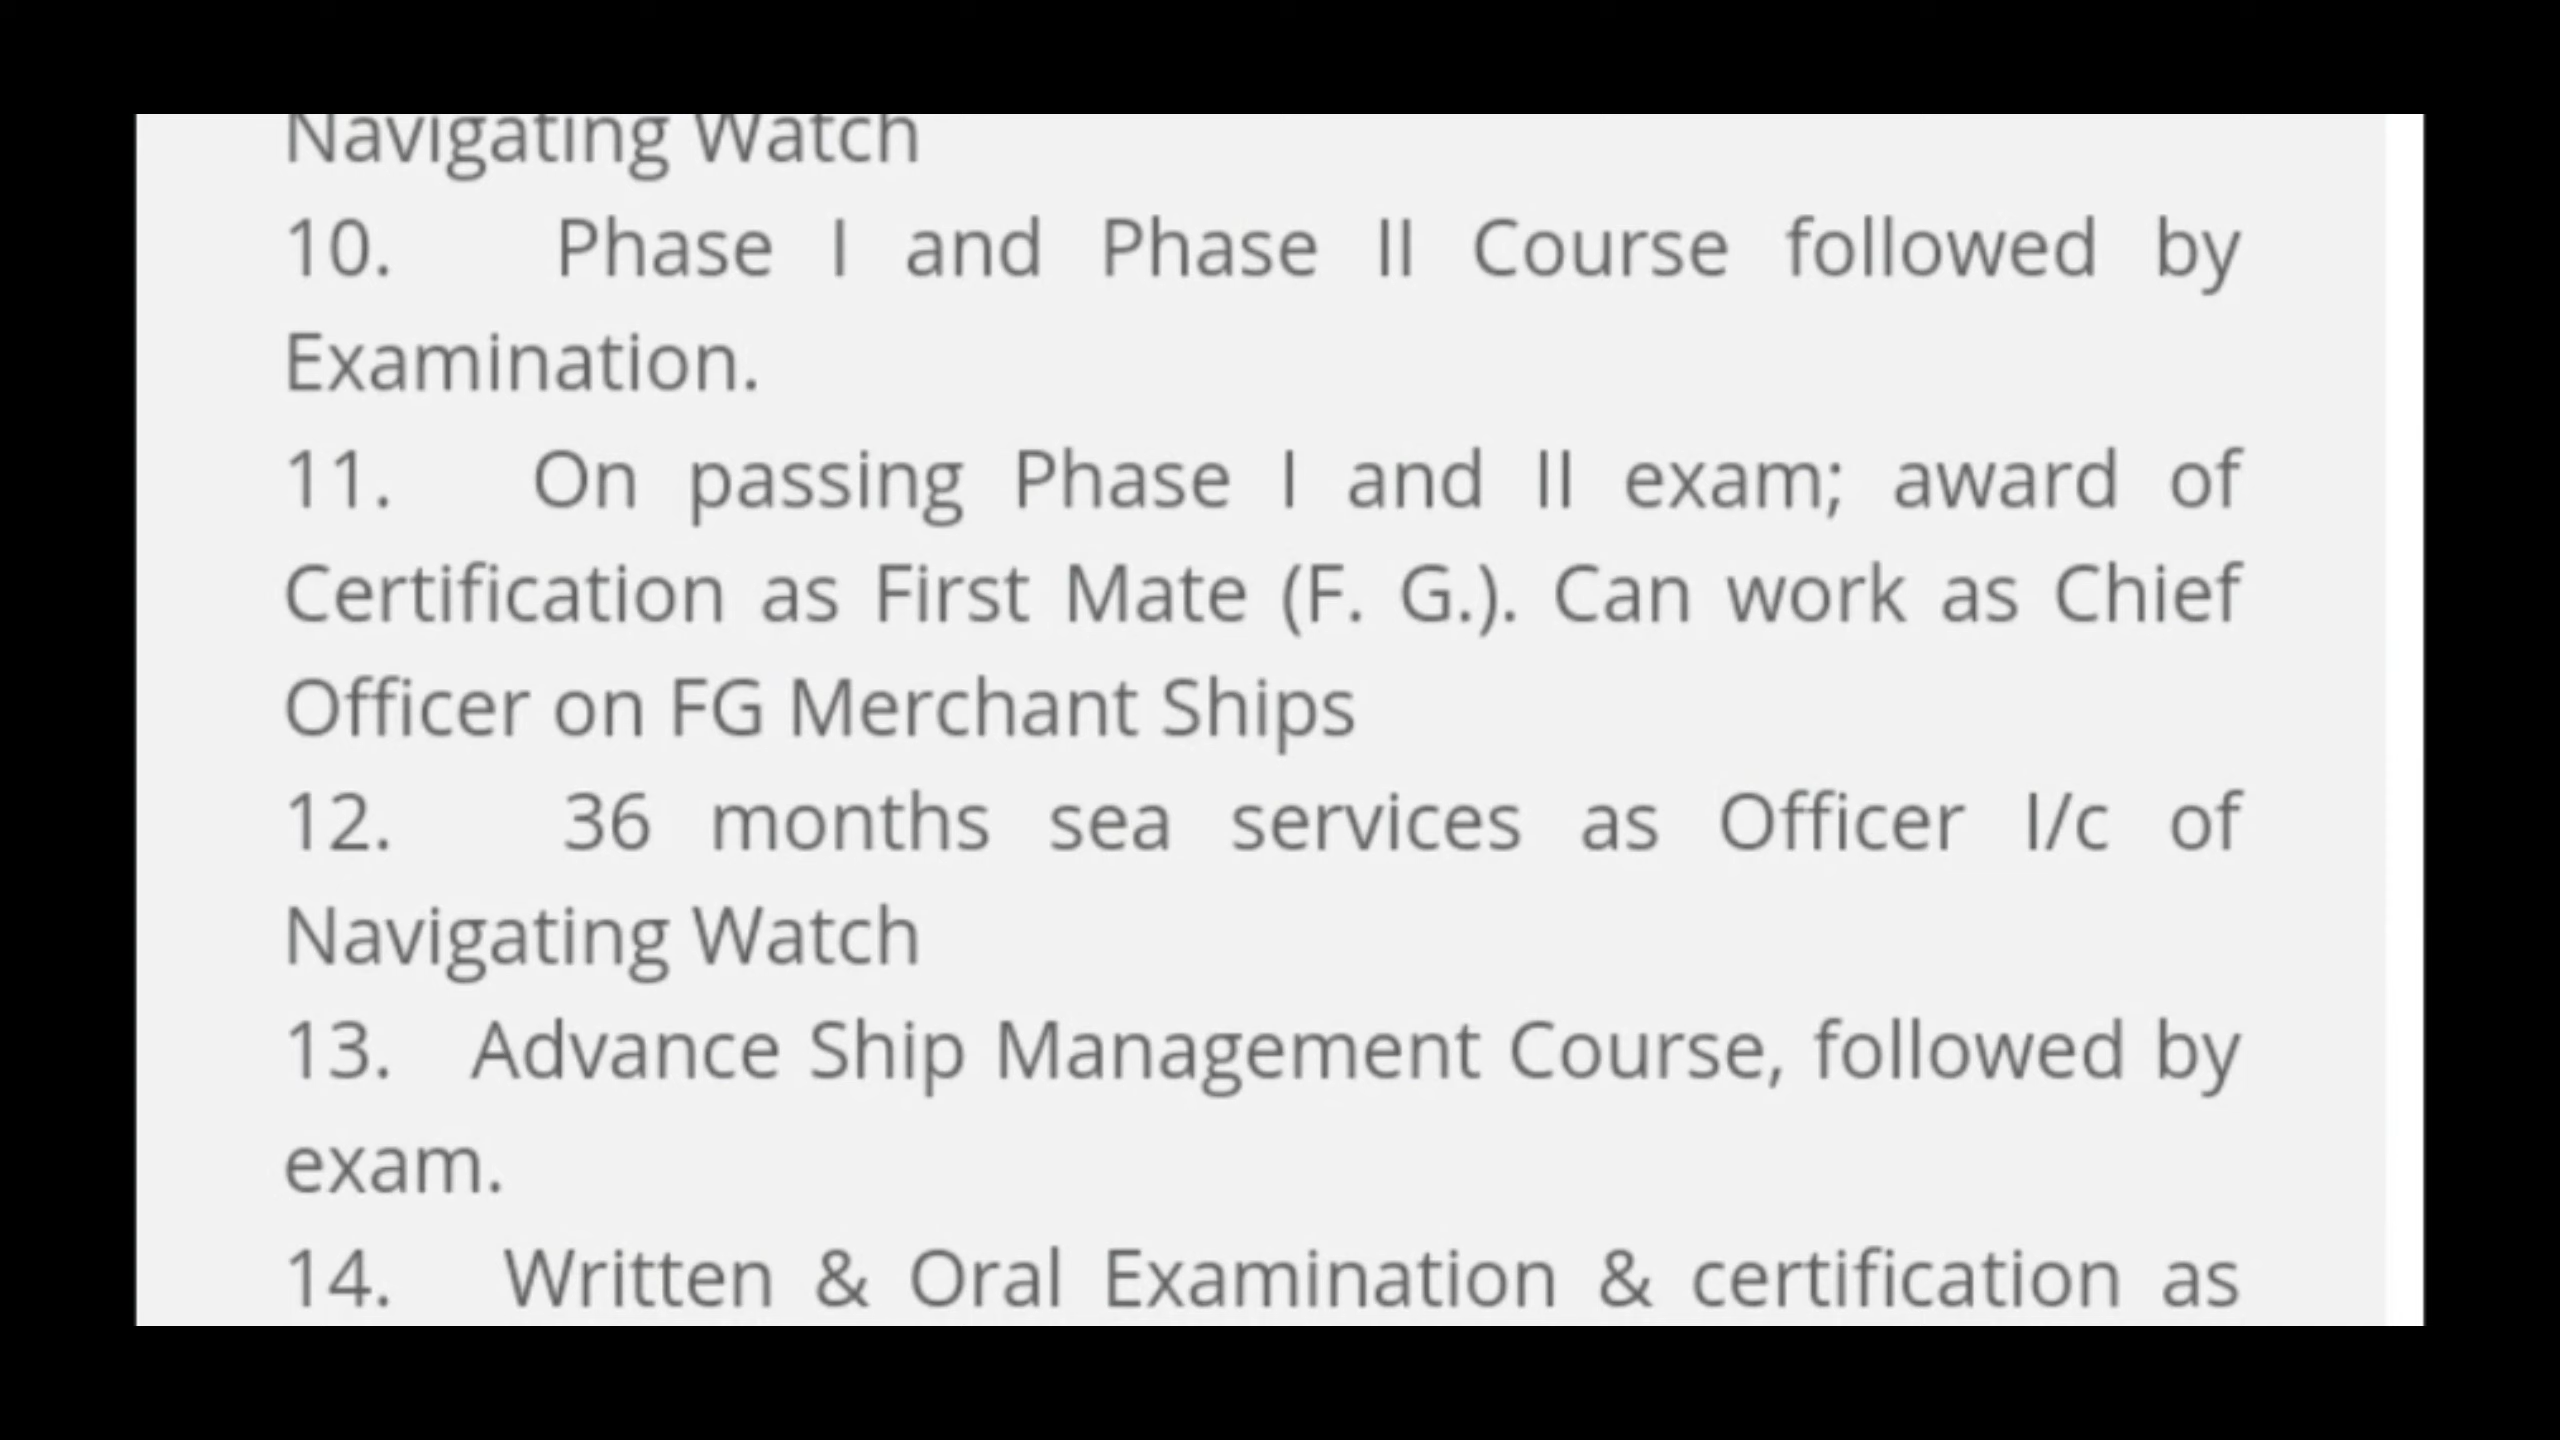 Navigating Watch
10. Phase I and Phase II Course followed by
Examination.
11. On passing Phase I and II exam; award of
Certification as First Mate (F. G.). Can work as Chief
Officer on FG Merchant Ships
12. 36 months sea services as Officer I/c of
Navigating Watch
13. Advance Ship Management Course, followed by
exam.
14. Written & Oral Examination & certification as